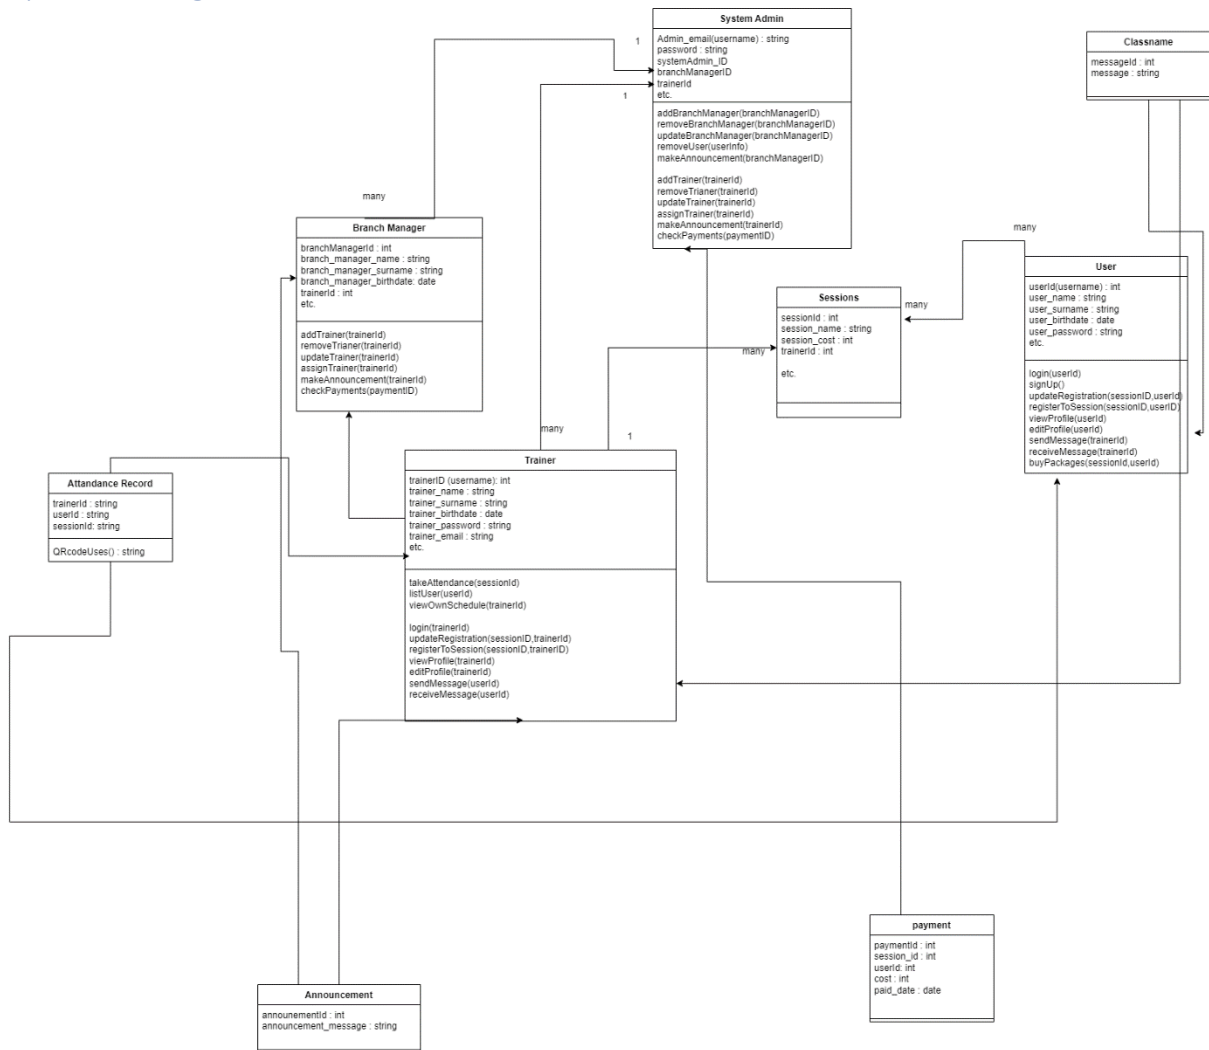 System Admin
Admin_email(username) : string
password : string
systemAdmin_ID
branchManagerID
trainerId
etc.
addBranchManager(branchManagerID)
removeBranchManager(branchManagerID)
updateBranchManager(branchManagerID)
removeUser(userInfo)
makeAnnouncement(branchManagerID)
addTrainer(trainerId)
removeTrianer(trainerId)
updateTrainer(trainerId)
assignTrainer(trainerId)
makeAnnouncement(trainerId)
checkPayments(paymentID)
1
1
Classname
messageId : int
message : string
many
Branch Manager
branchManagerId : int
branch_manager_name : string
branch_manager_surname : string
branch_manager_birthdate: date
trainerId : int
etc.
addTrainer(trainerId)
removeTrianer(trainerId)
updateTrainer(trainerId)
assignTrainer(trainerId)
makeAnnouncement(trainerId)
checkPayments(paymentID)
many
User
userId(username) : int
user_name : string
user_surname : string
user_birthdate : date
user_password : string
etc.
login(userId)
signUp()
updateRegistration(sessionID,userId)
registerToSession(sessionID,userID)
viewProfile(userId)
editProfile(userId)
sendMessage(trainerId)
receiveMessage(trainerId)
buyPackages(sessionId,userId)
Sessions
sessionId : int
session_name : string
session_cost : int
trainerId : int
etc.
many
many
many
1
Trainer
trainerID (username): int
trainer_name : string
trainer_surname : string
trainer_birthdate : date
trainer_password : string
trainer_email : string
etc.
takeAttendance(sessionId)
listUser(userId)
viewOwnSchedule(trainerId)
login(trainerId)
updateRegistration(sessionID,trainerId)
registerToSession(sessionID,trainerID)
viewProfile(trainerId)
editProfile(trainerId)
sendMessage(userId)
receiveMessage(userId)
Attandance Record
trainerId : string
userId : string
sessionId: string
QRcodeUses() : string
payment
paymentId : int
session_id : int
userId: int
cost : int
paid_date : date
Announcement
announementId : int
announcement_message : string